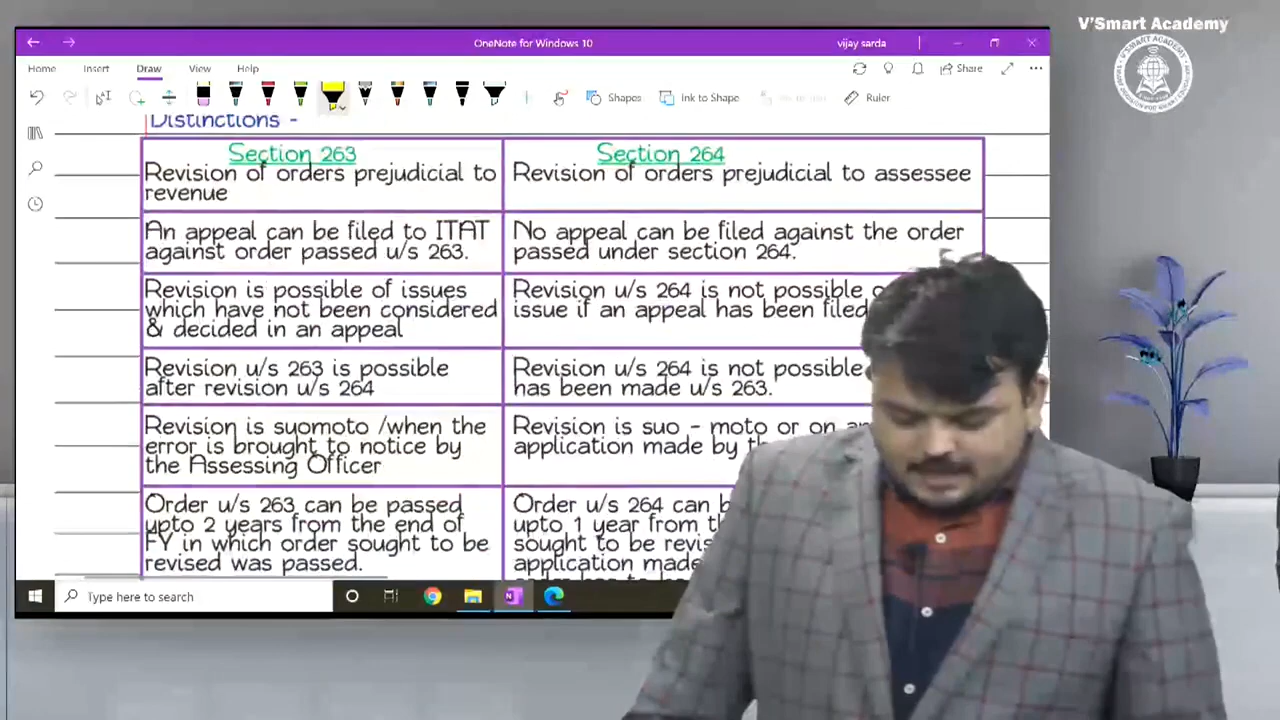 V'Smart Academy
OneNote for Windows 10
vijay sarda
Home Insert Draw View Help
Share
Shapes Ink to Shape Ruler
Distinctions -
Section 263
Revision of orders prejudicial to
revenue
Section 264
Revision of orders prejudicial to assessee
An appeal can be filed to ITAT
against order passed u/s 263.
No appeal can be filed against the order
passed under section 264.
Revision is possible of issues
which have not been considered
& decided in an appeal
Revision u/s 264 is not possible
issue if an appeal has been filed
Revision u/s 263 is possible
after revision u/s 264
Revision u/s 264 is not possible
has been made u/s 263.
Revision is suomoto /when the
error is brought to notice by
the Assessing Officer
Revision is suo - moto or on
application made by
Order u/s 263 can be passed
upto 2 years from the end of
FY in which order sought to be
revised was passed.
Order u/s 264 can
upto 1 year from
sought to be
application made
Type here to search